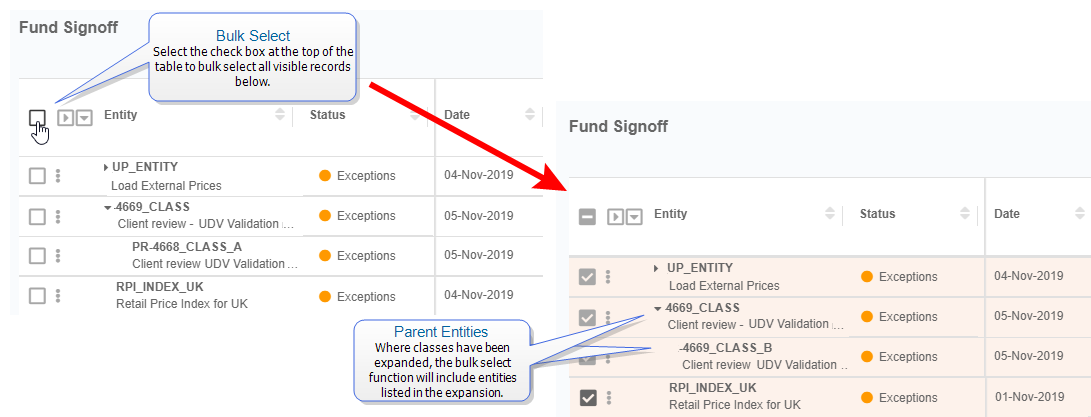 Fund Signoff
Bulk Select
Select the check box at the top of the
table to bulk select all visible records
below.
Entity Status Date
UP_ENTITY
Load External Prices
Exceptions 04-Nov-2019
-4669_CLASS
Client review - UDV Validation ...
Exceptions 05-Nov-2019
PR-4668_CLASS_A
Client review UDV Validation ...
Exceptions 05-Nov-2019
RPI_INDEX_UK
Retail Price Index for UK
Exceptions 04-Nov-2019
Fund Signoff
Entity Status Date
UP_ENTITY
Load External Prices
Exceptions 04-Nov-2019
4669_CLASS
Client review - UDV Validation ...
Exceptions 05-Nov-2019
-4669_CLASS_B
Client review UDV Validation ...
Exceptions 05-Nov-2019
RPI_INDEX_UK
Retail Price Index for UK
Exceptions 01-Nov-2019
Parent Entities
Where classes have been
expanded, the bulk select
function will include entities
listed in the expansion.